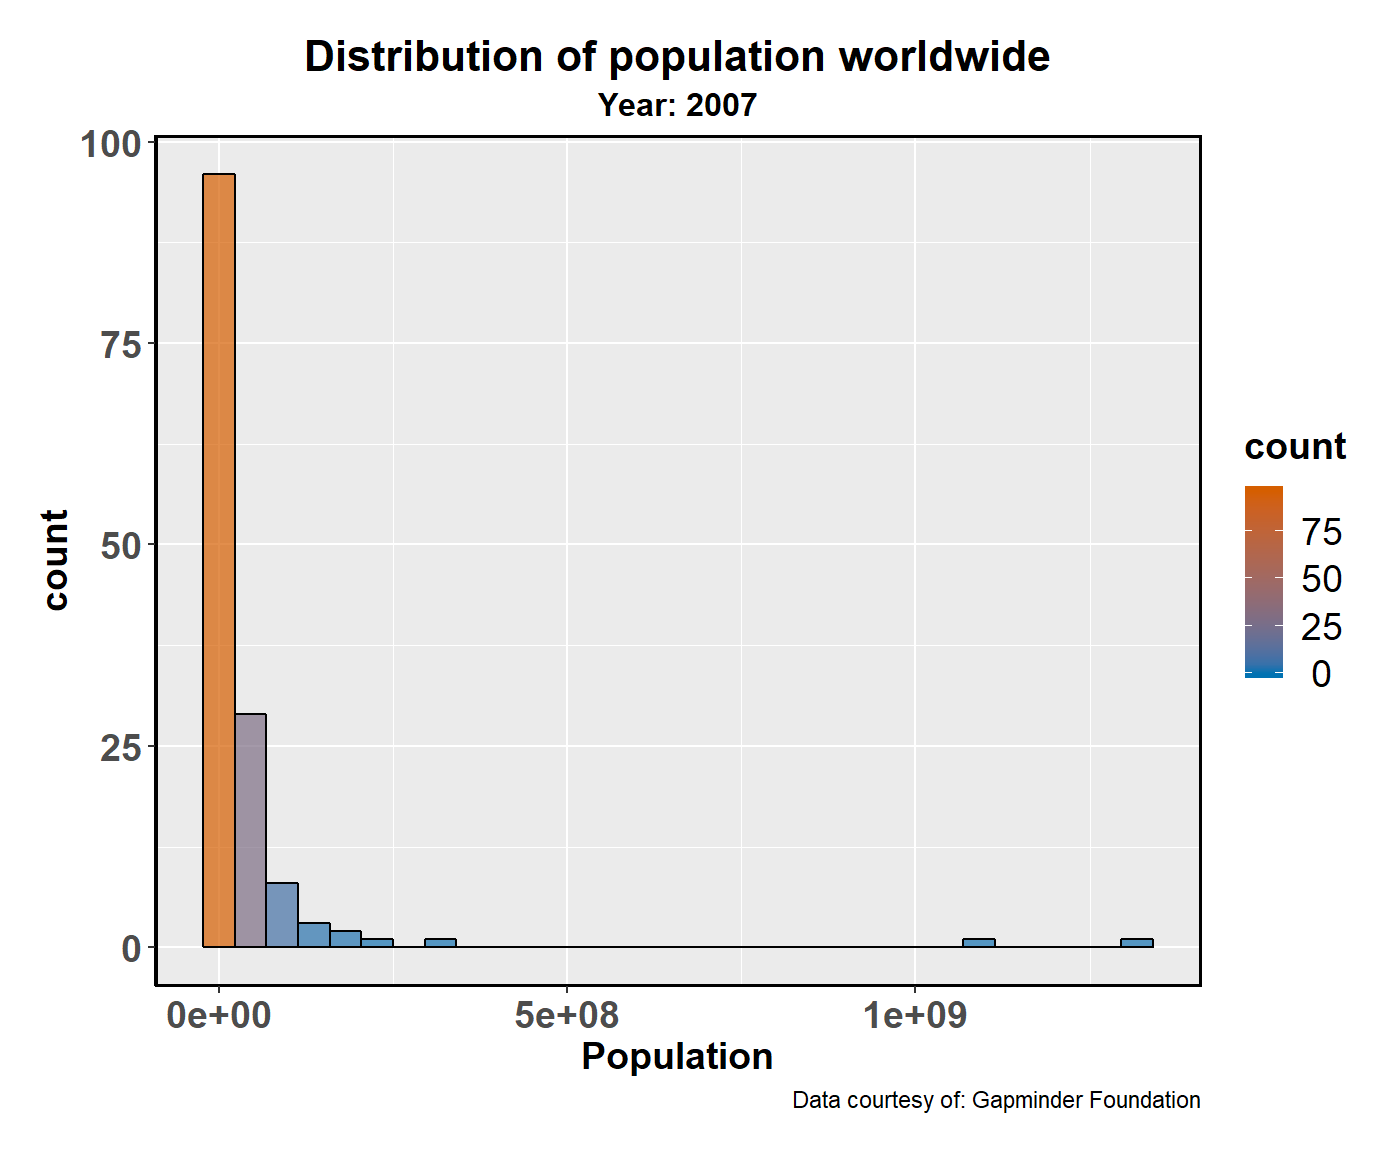 Distribution of population worldwide
Year: 2007
count
100
75
50
25
0
0e+00 5e+08 1e+09
Population
count
75
50
25
0
Data courtesy of: Gapminder Foundation